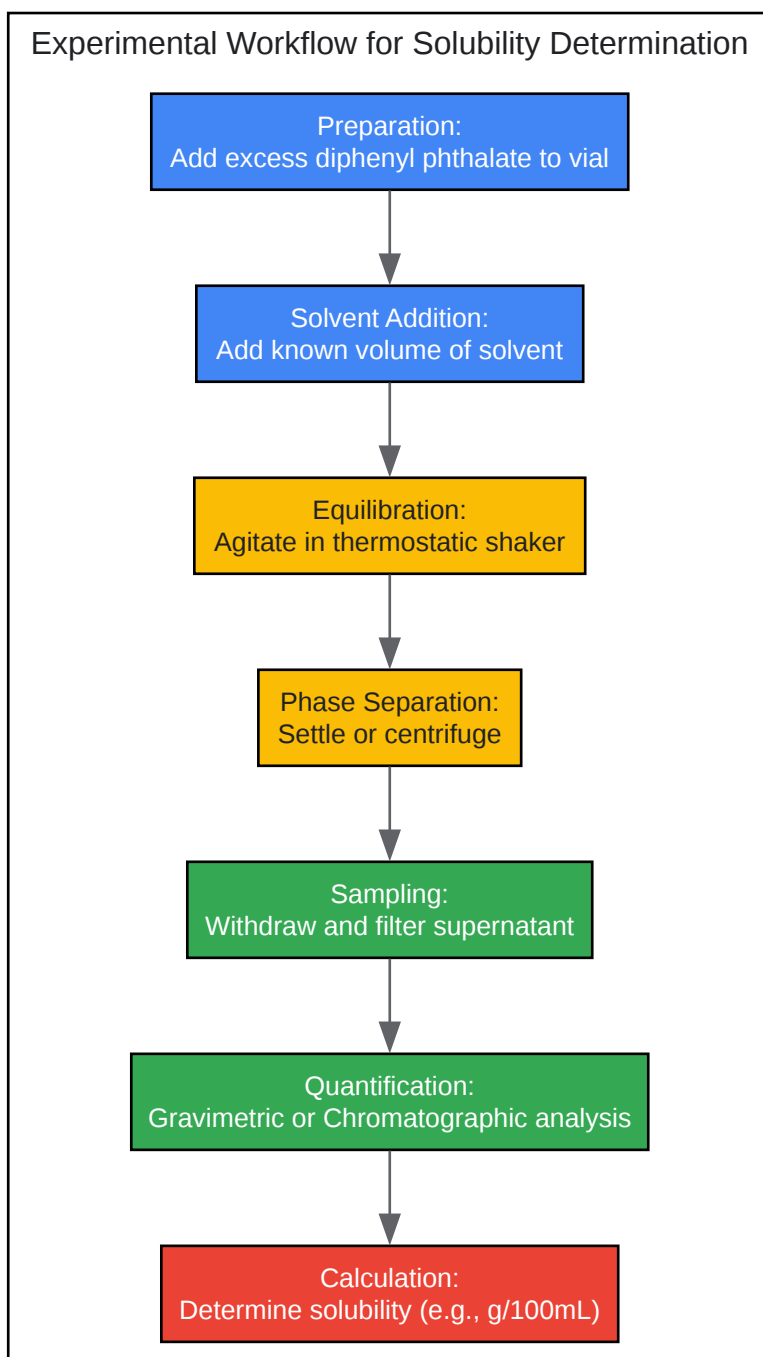 Experimental Workflow for Solubility Determination
Preparation:
Add excess diphenyl phthalate to vial
Solvent Addition:
Add known volume of solvent
Equilibration:
Agitate in thermostatic shaker
Phase Separation:
Settle or centrifuge
Sampling:
Withdraw and filter supernatant
Quantification:
Gravimetric or Chromatographic analysis
Calculation:
Determine solubility (e.g., g/100mL)